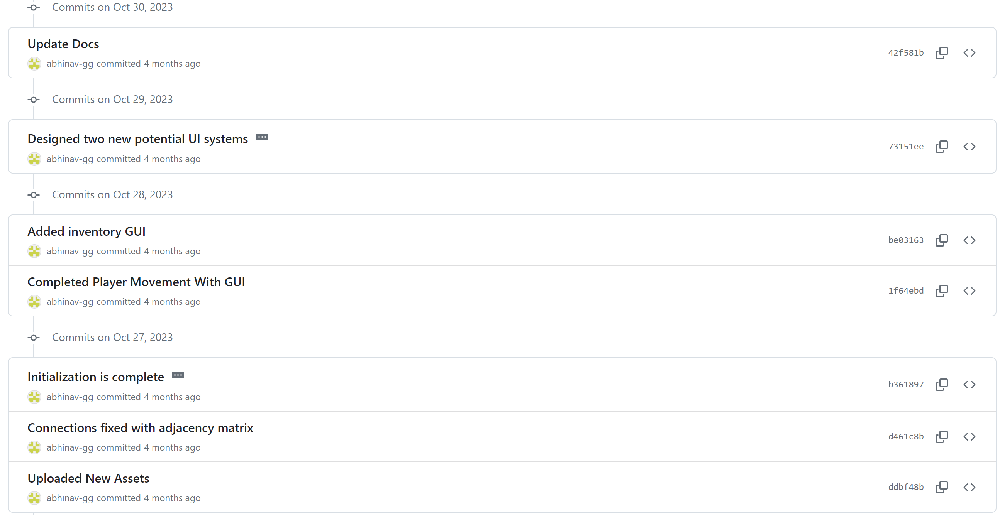 Commits on Oct 30, 2023
Update Docs
abhinav-gg committed 4 months ago
42f581b
Commits on Oct 29, 2023
Designed two new potential UI systems
abhinav-gg committed 4 months ago
73151ee
Commits on Oct 28, 2023
Added inventory GUI
abhinav-gg committed 4 months ago
be03163
Completed Player Movement With GUI
abhinav-gg committed 4 months ago
1f64ebd
Commits on Oct 27, 2023
Initialization is complete
abhinav-gg committed 4 months ago
b361897
Connections fixed with adjacency matrix
abhinav-gg committed 4 months ago
d461c8b
Uploaded New Assets
abhinav-gg committed 4 months ago
ddbf48b